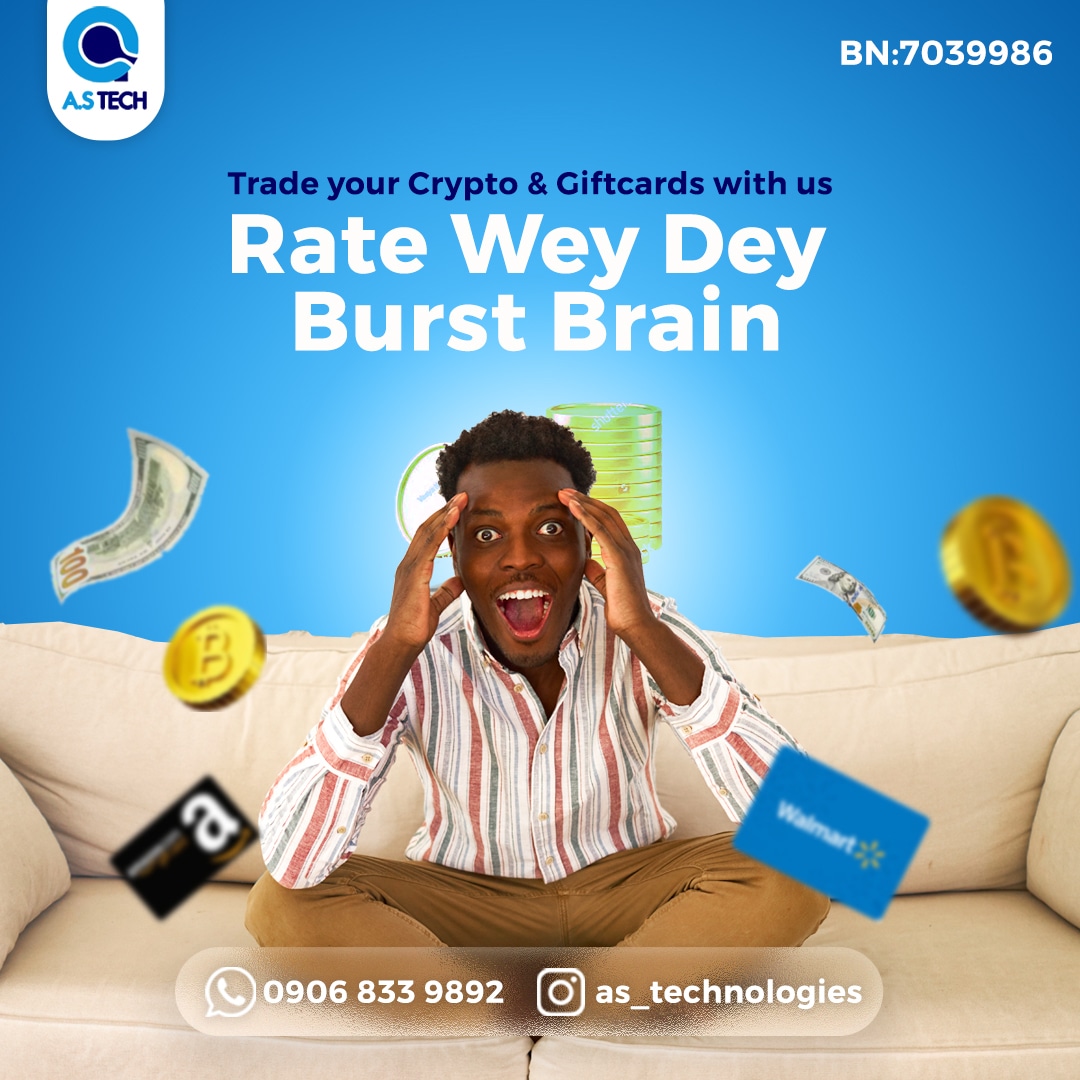 A.S TECH
BN:7039986
Trade your Crypto & Giftcards with us
Rate Wey Dey
Burst Brain
100
B
a
Walmart
0906 833 9892
as_technologies